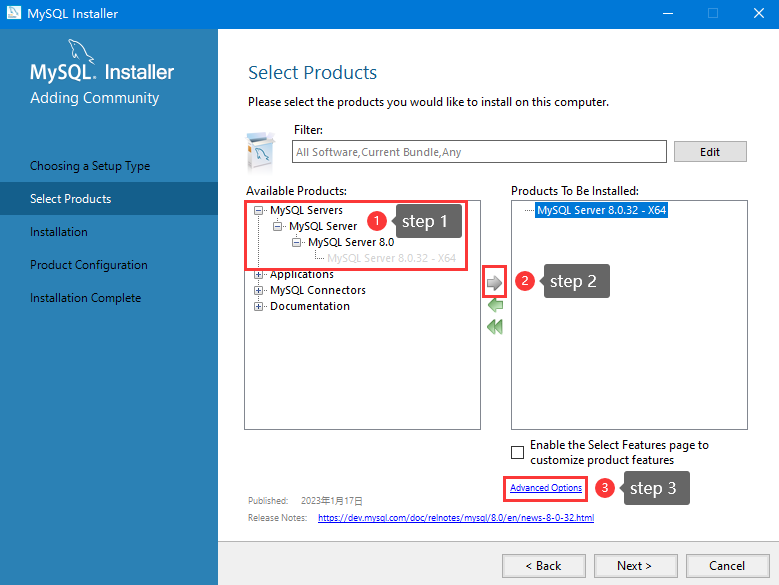 MySQL Installer
MySQL. Installer
Adding Community
Choosing a Setup Type
Select Products
Installation
Product Configuration
Installation Complete
Select Products
Please select the products you would like to install on this computer.
Filter:
All Software,Current Bundle,Any
Edit
Available Products:
MySQL Servers
MySQL Server
MySQL Server 8.0
MySQL Server 8.0.32 - X64
Applications
MySQL Connectors
Documentation
1 step 1
2 step 2
Products To Be Installed:
MySQL Server 8.0.32 - X64
Enable the Select Features page to
customize product features
Advanced Options
3 step 3
Published: 2023年1月17日
Release Notes: https://dev.mysql.com/doc/relnotes/mysql/8.0/en/news-8-0-32.html
< Back
Next >
Cancel